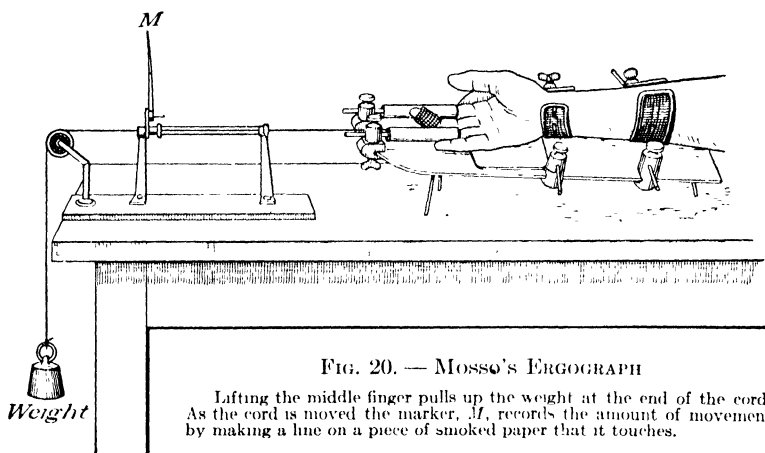 M
Weight
FIG. 20. — MOSSO'S ERGOGRAPH
Lifting the middle finger pulls up the weight at the end of the cord
As the cord is moved the marker, M, records the amount of movemen
by making a line on a piece of smoked paper that it touches.